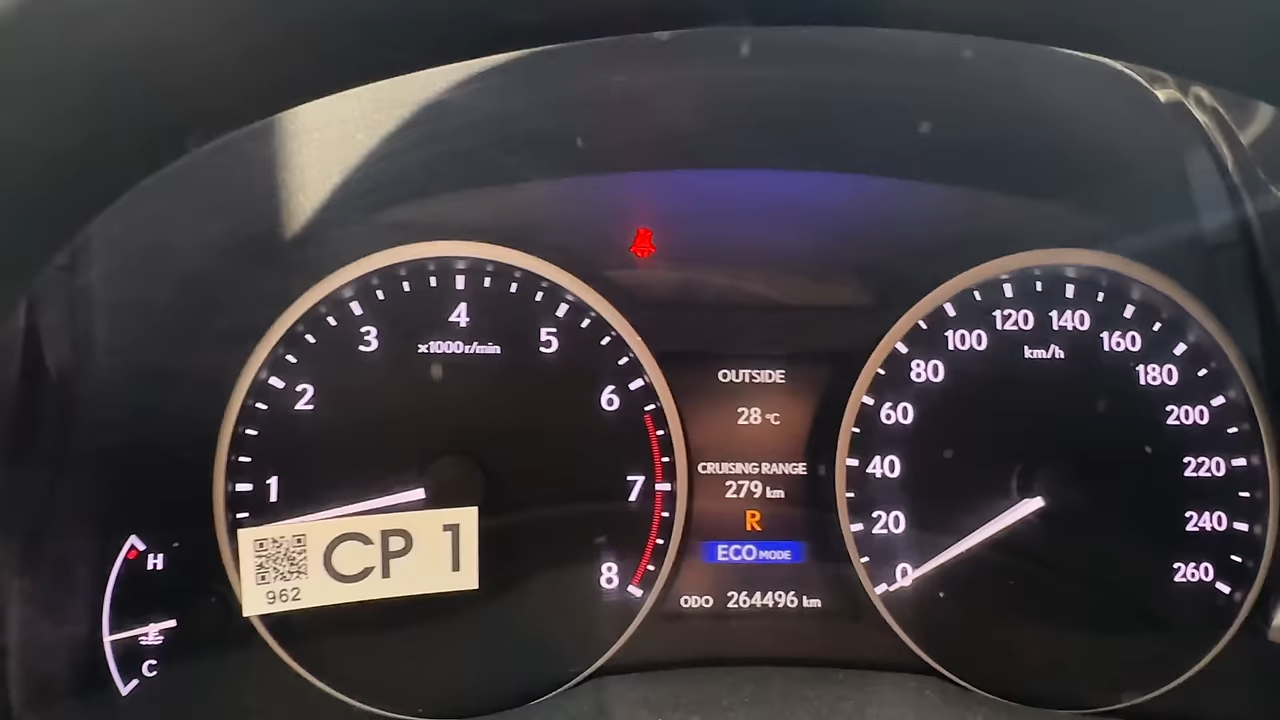 4
3
5
x1000r/min
2
6
1
7
8
CP 1
962
H
C
OUTSIDE
28°C
CRUISING RANGE
279 km
R
ECO MODE
ODO 264496 km
120 140
100
160
km/h
80
180
60
200
40
220
20
240
0
260